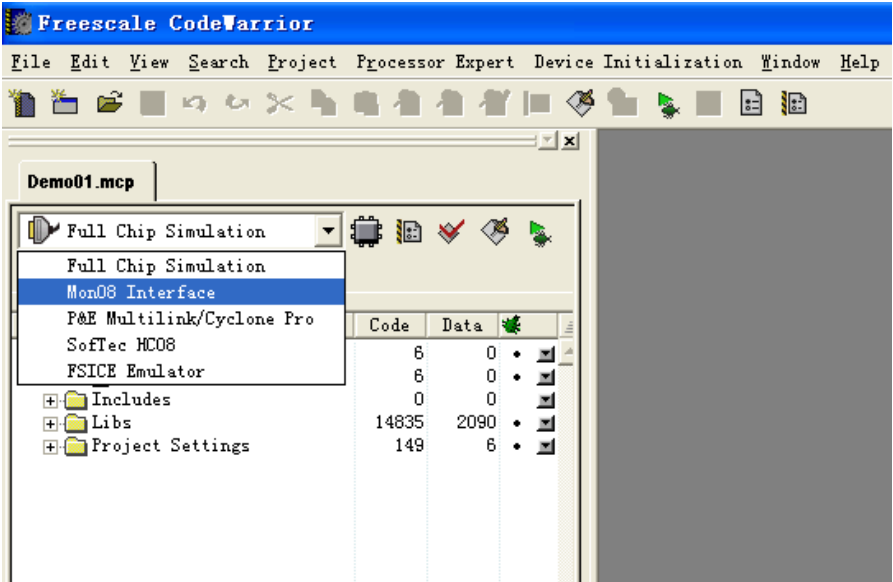 Freescale CodeWarrior
File Edit View Search Project Processor Expert Device Initialization Window Help
Demo01.mcp
Full Chip Simulation
Full Chip Simulation
Mon08 Interface
P&E Multilink/Cyclone Pro
SofTec HC08
FSICE Emulator
Code Data
6 0
6 0
Includes 0 0
Libs 14835 2090
Project Settings 149 6